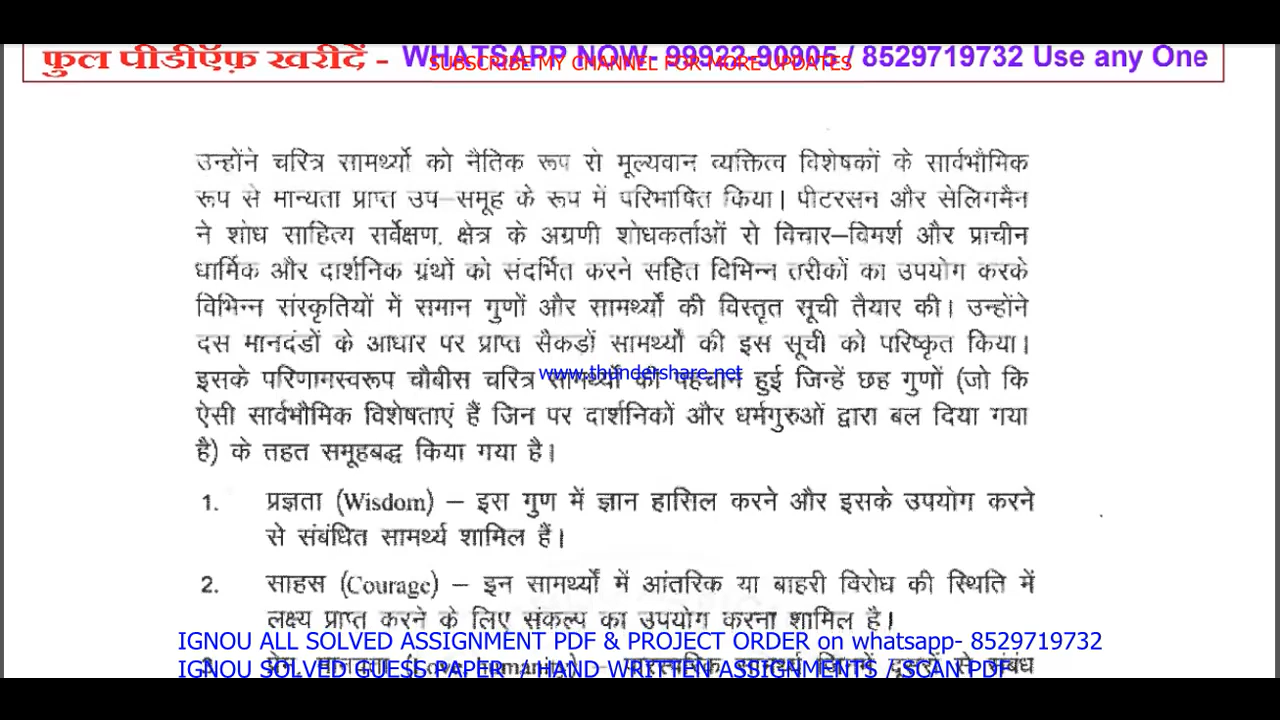 फुल पीडीऍफ़ खरीदें - WHATSAPP NOW- 99922-90905 / 8529719732 Use any One
SUBSCRIBE MY CHANNEL FOR MORE UPDATES
उन्होंने चरित्र सामर्थ्यो को नैतिक रूप से मूल्यवान व्यक्तित्व विशेषकों के सार्वभौमिक
रूप से मान्यता प्राप्त उप–समूह के रूप में परिभाषित किया। पीटरसन और सेलिगमैन
ने शोध साहित्य सर्वेक्षण, क्षेत्र के अग्रणी शोधकर्ताओं से विचार–विमर्श और प्राचीन
धार्मिक और दार्शनिक ग्रंथों को संदर्भित करने सहित विभिन्न तरीकों का उपयोग करके
विभिन्न संस्कृतियों में समान गुणों और सामर्थ्यों की विस्तृत सूची तैयार की। उन्होंने
दस मानदंडों के आधार पर प्राप्त सैकड़ों सामर्थ्यों की इस सूची को परिष्कृत किया।
www.thundershare.net
इसके परिणामस्वरूप चौबीस चरित्र सामर्थ्यों की पहचान हुई जिन्हें छह गुणों (जो कि
ऐसी सार्वभौमिक विशेषताएं हैं जिन पर दार्शनिकों और धर्मगुरुओं द्वारा बल दिया गया
है) के तहत समूहबद्ध किया गया है।
1. प्रज्ञता (Wisdom) – इस गुण में ज्ञान हासिल करने और इसके उपयोग करने
से संबंधित सामर्थ्य शामिल हैं।
2. साहस (Courage) – इन सामर्थ्यों में आंतरिक या बाहरी विरोध की स्थिति में
लक्ष्य प्राप्त करने के लिए संकल्प का उपयोग करना शामिल है।
IGNOU ALL SOLVED ASSIGNMENT PDF & PROJECT ORDER on whatsapp- 8529719732
3. सामर्थ्य जिनमें दूसरों से संबंध
IGNOU SOLVED GUESS PAPER / HAND WRITTEN ASSIGNMENTS / SCAN PDF